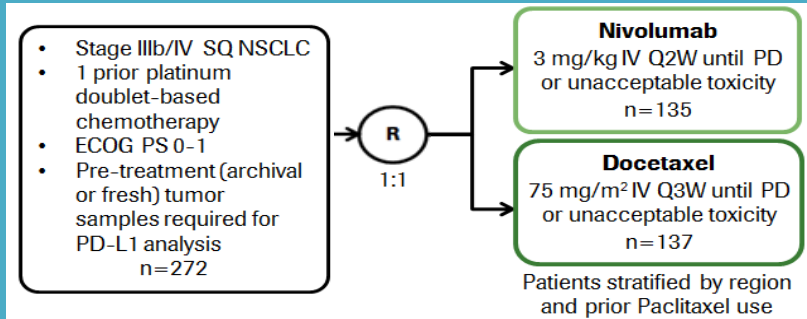 • Stage IIIb/IV SQ NSCLC
• 1 prior platinum
doublet-based
chemotherapy
• ECOG PS 0-1
• Pre-treatment (archival
or fresh) tumor
samples required for
PD-L1 analysis
n=272
R
1:1
Nivolumab
3 mg/kg IV Q2W until PD
or unacceptable toxicity
n=135
Docetaxel
75 mg/m² IV Q3W until PD
or unacceptable toxicity
n=137
Patients stratified by region
and prior Paclitaxel use